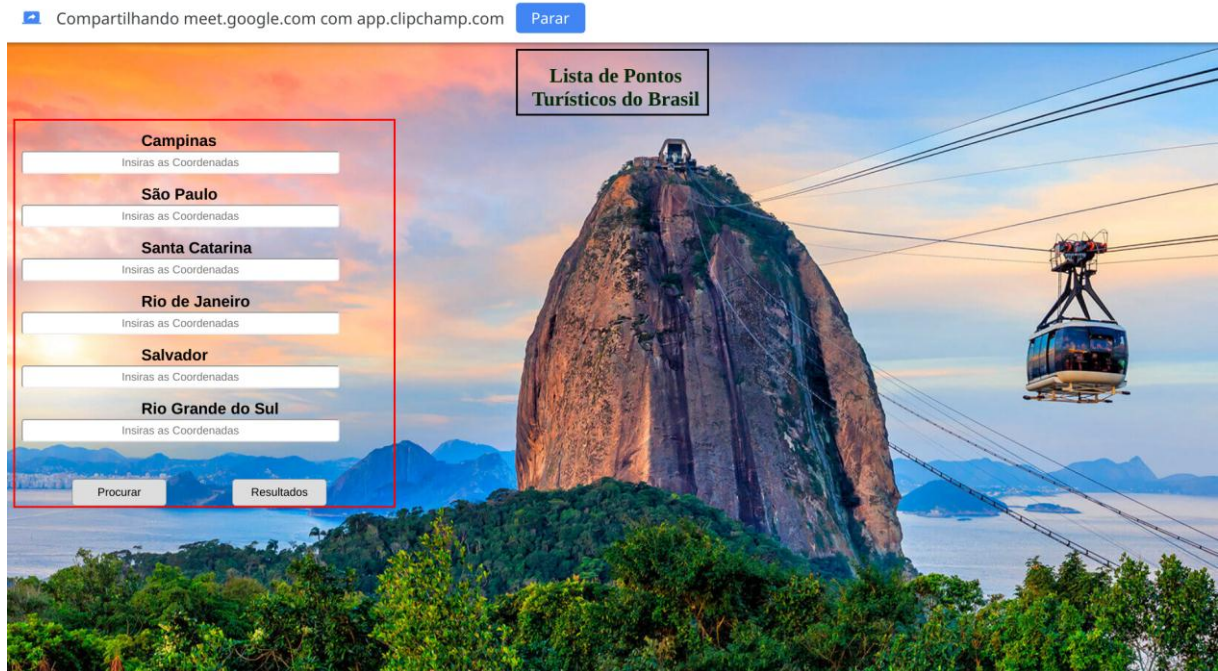 Compartilhando meet.google.com com app.clipchamp.com Parar
Lista de Pontos
Turísticos do Brasil
Campinas
Insiras as Coordenadas
São Paulo
Insiras as Coordenadas
Santa Catarina
Insiras as Coordenadas
Rio de Janeiro
Insiras as Coordenadas
Salvador
Insiras as Coordenadas
Rio Grande do Sul
Insiras as Coordenadas
Procurar Resultados